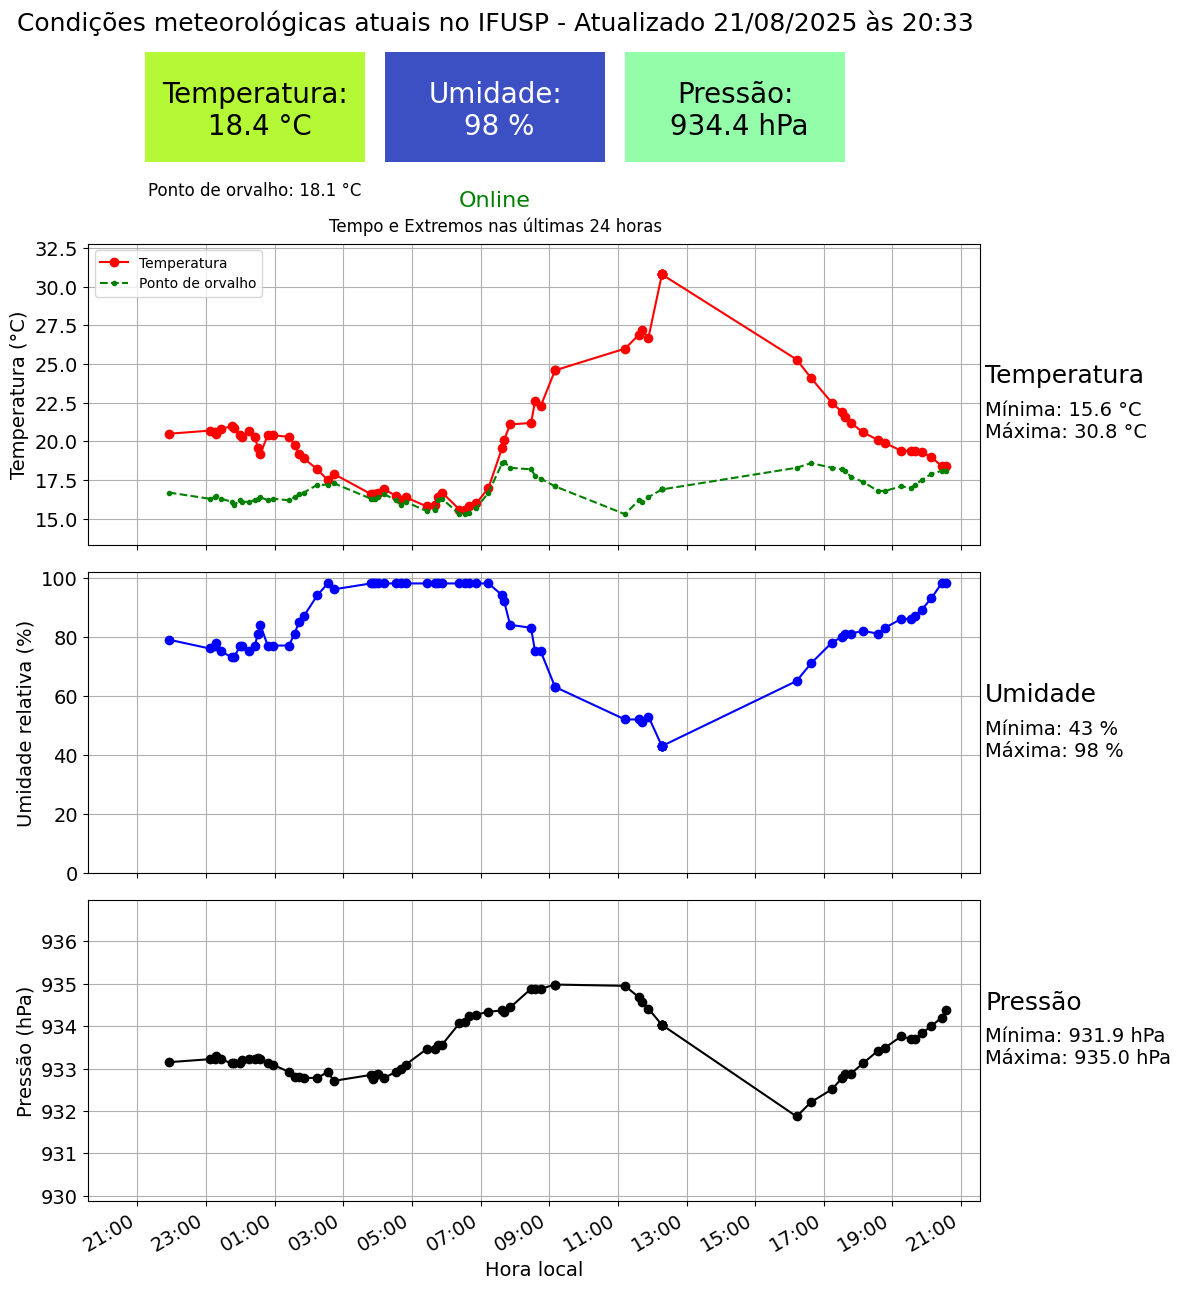 Condições meteorológicas atuais no IFUSP - Atualizado 21/08/2025 às 20:33
Temperatura:
18.4 °C
Umidade:
98 %
Pressão:
934.4 hPa
Ponto de orvalho: 18.1 °C
Online
Tempo e Extremos nas últimas 24 horas
Temperatura
Ponto de orvalho
Temperatura (°C)
32.5
30.0
27.5
25.0
22.5
20.0
17.5
15.0
Temperatura
Mínima: 15.6 °C
Máxima: 30.8 °C
Umidade relativa (%)
100
80
60
40
20
0
Umidade
Mínima: 43 %
Máxima: 98 %
Pressão (hPa)
936
935
934
933
932
931
930
Pressão
Mínima: 931.9 hPa
Máxima: 935.0 hPa
21:00
23:00
01:00
03:00
05:00
07:00
09:00
11:00
13:00
15:00
17:00
19:00
21:00
Hora local